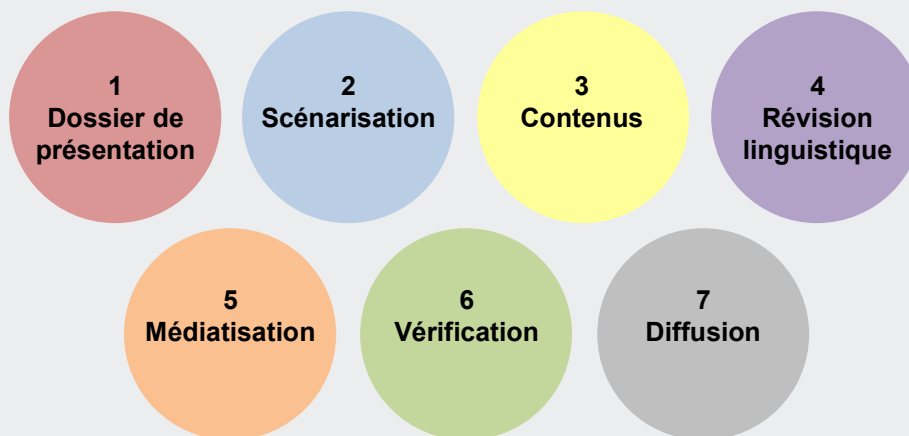 1
Dossier de
présentation
2
Scénarisation
3
Contenus
4
Révision
linguistique
5
Médiatisation
6
Vérification
7
Diffusion